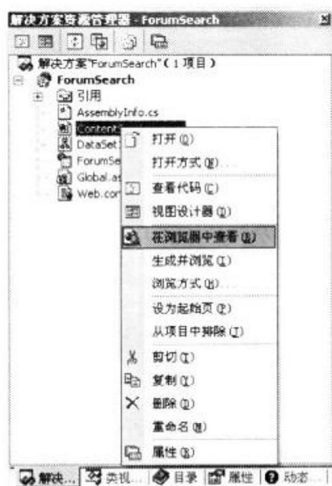 解决方案资源管理器 - ForumSearch
解决方案"ForumSearch"(1 项目)
ForumSearch
引用
AssemblyInfo.cs
Content
DataSet
ForumSe
Global.as
Web.con
打开(O)
打开方式(N)...
查看代码(C)
视图设计器(D)
在浏览器中查看(B)
生成并浏览(I)
浏览方式(H)...
设为起始页(P)
从项目中排除(J)
剪切(T)
复制(Y)
删除(D)
重命名(M)
属性(R)
解决... 类视... 目录 属性 动态...